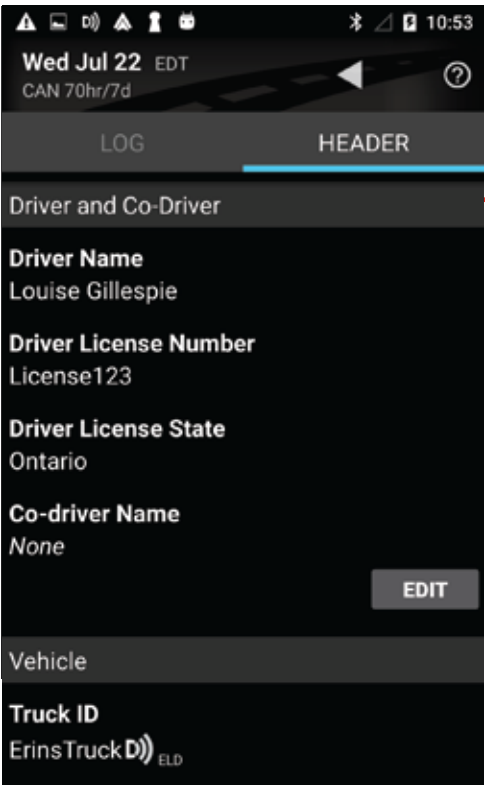 10:53
Wed Jul 22 EDT
CAN 70hr/7d
LOG HEADER
Driver and Co-Driver
Driver Name
Louise Gillespie
Driver License Number
License123
Driver License State
Ontario
Co-driver Name
None
EDIT
Vehicle
Truck ID
ErinsTruck D)) ELD